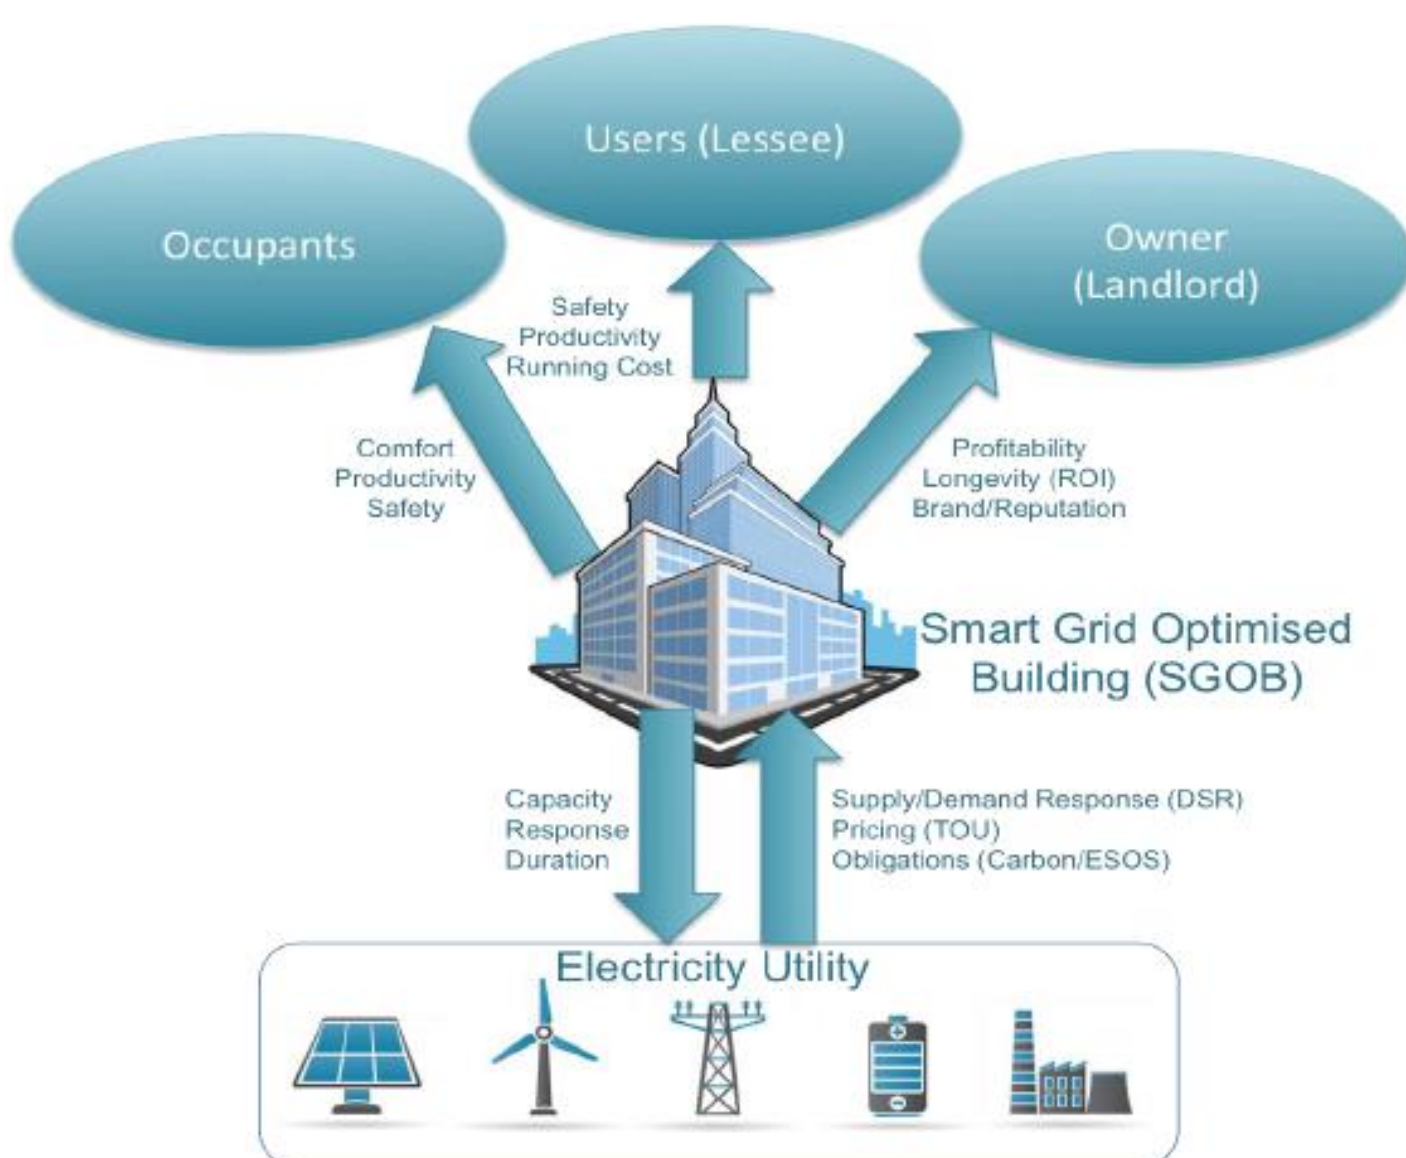 Users (Lessee)
Occupants
Owner
(Landlord)
Safety
Productivity
Running Cost
Comfort
Productivity
Safety
Profitability
Longevity (ROI)
Brand/Reputation
Smart Grid Optimised
Building (SGOB)
Capacity
Response
Duration
Supply/Demand Response (DSR)
Pricing (TOU)
Obligations (Carbon/ESOS)
Electricity Utility